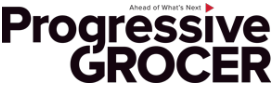 Ahead of What's Next
Progressive
GROCER